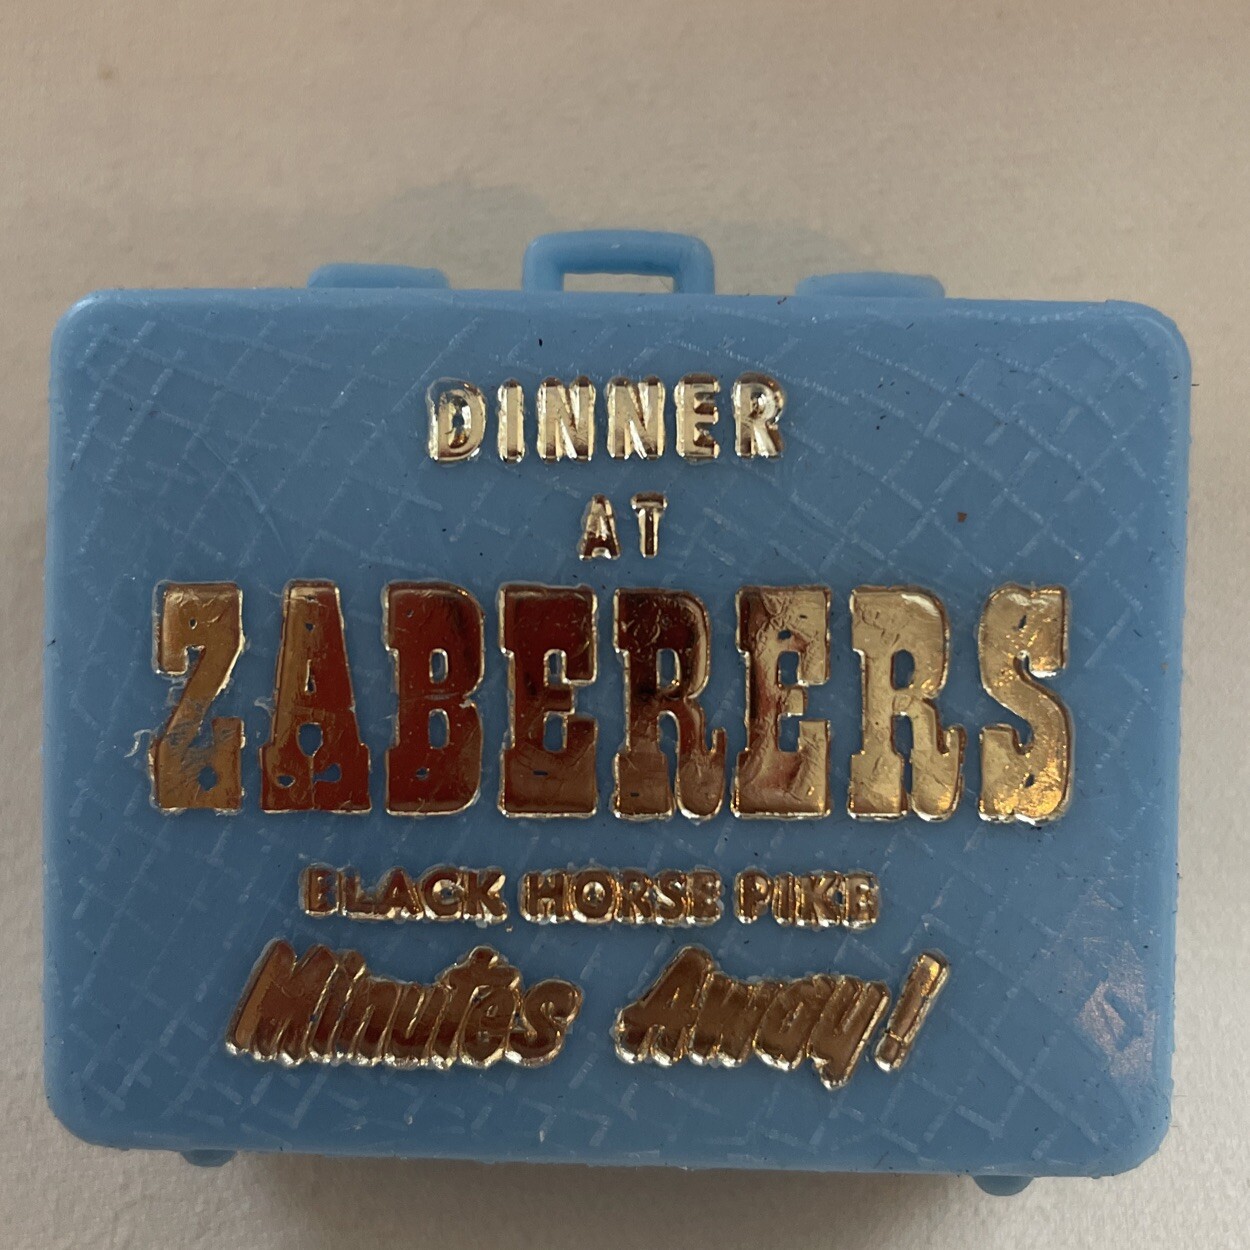 DINNER
AT
ZABERERS
BLACK HORSE PIKE
Minutes Away!